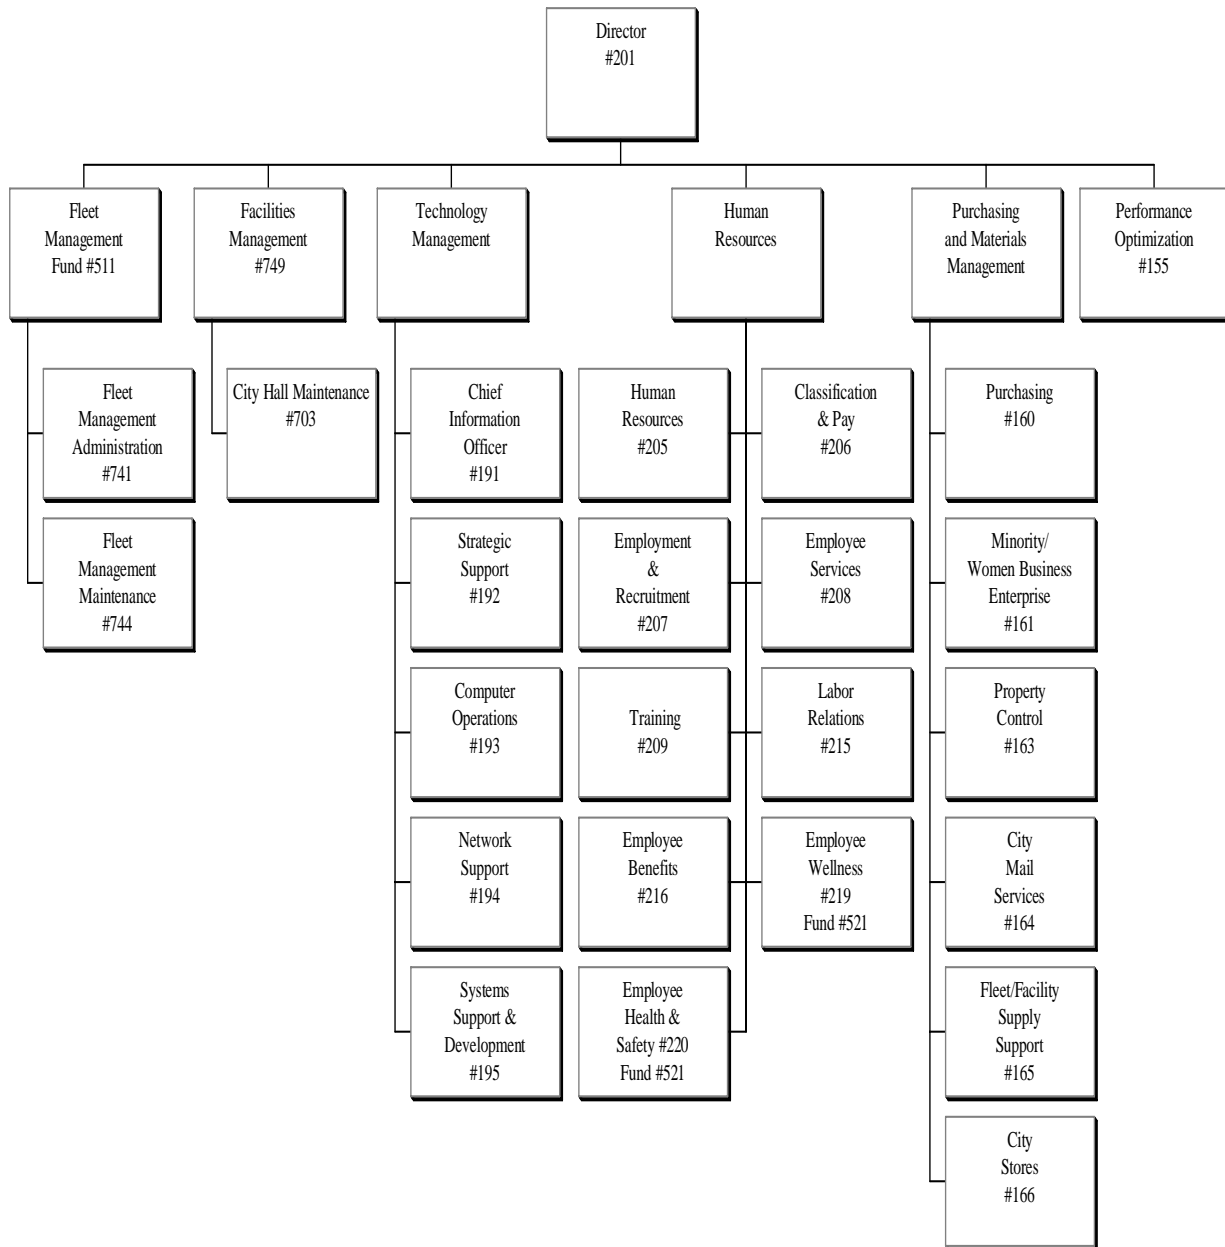 Director
#201
Fleet
Management
Fund #511
Facilities
Management
#749
Technology
Management
Human
Resources
Purchasing
and Materials
Management
Performance
Optimization
#155
Fleet
Management
Administration
#741
City Hall Maintenance
#703
Chief
Information
Officer
#191
Human
Resources
#205
Classification
& Pay
#206
Purchasing
#160
Fleet
Management
Maintenance
#744
Strategic
Support
#192
Employment
&
Recruitment
#207
Employee
Services
#208
Minority/
Women Business
Enterprise
#161
Computer
Operations
#193
Training
#209
Labor
Relations
#215
Property
Control
#163
Network
Support
#194
Employee
Benefits
#216
Employee
Wellness
#219
Fund #521
City
Mail
Services
#164
Systems
Support &
Development
#195
Employee
Health &
Safety #220
Fund #521
Fleet/Facility
Supply
Support
#165
City
Stores
#166